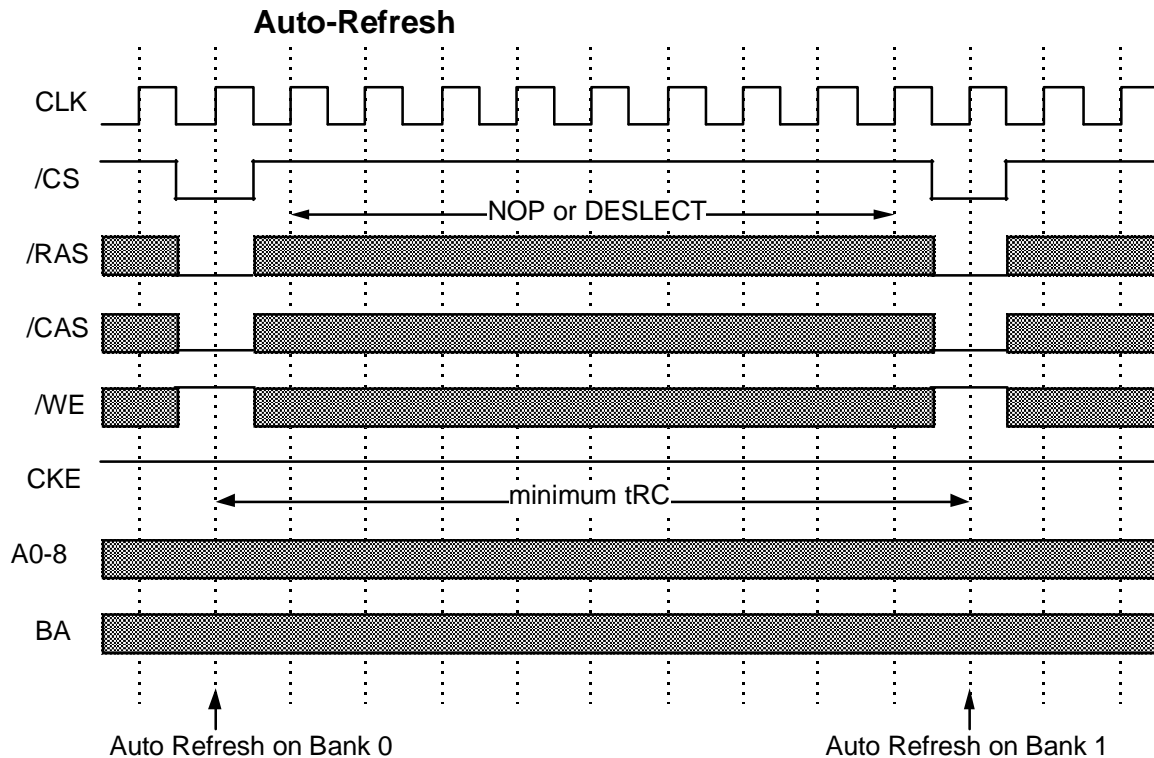 Auto-Refresh
CLK
/CS
NOP or DESLECT
/RAS
/CAS
/WE
CKE
minimum tRC
A0-8
BA
Auto Refresh on Bank 0
Auto Refresh on Bank 1